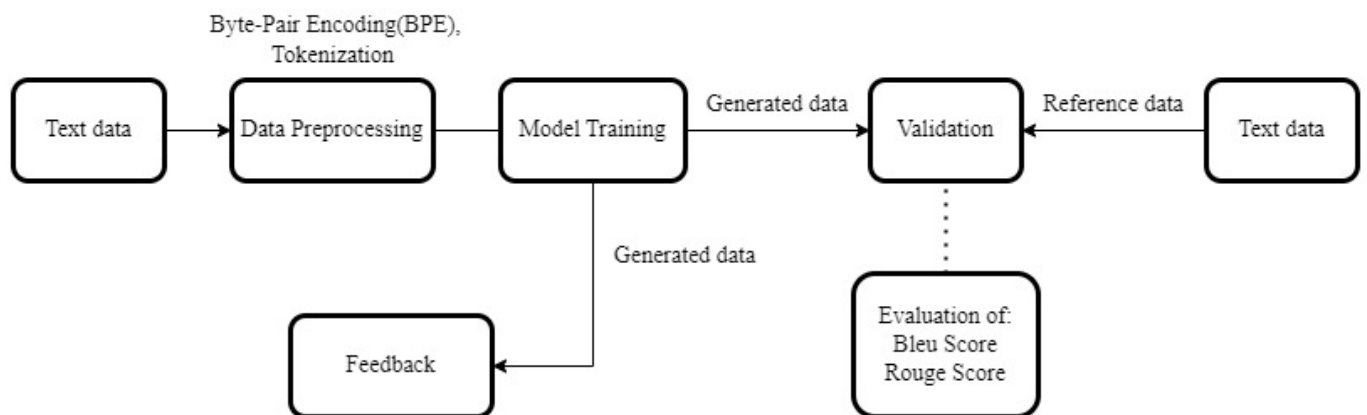 Byte-Pair Encoding(BPE),
Tokenization
Text data
Data Preprocessing
Model Training
Generated data
Validation
Reference data
Text data
Generated data
Feedback
Evaluation of:
Bleu Score
Rouge Score